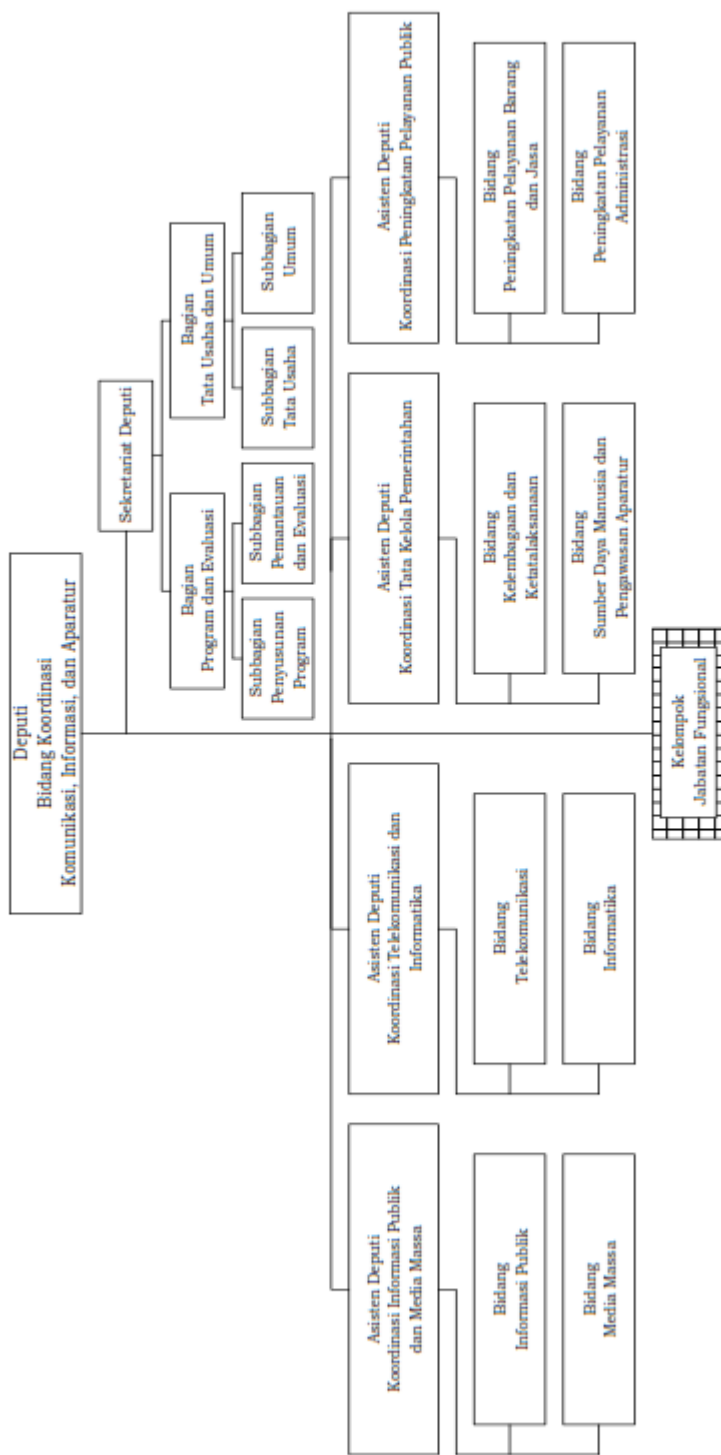 Deputi
Bidang Koordinasi
Komunikasi, Informasi, dan Aparatur
Sekretariat Deputi
Bagian
Program dan Evaluasi
Bagian
Tata Usaha dan Umum
Subbagian
Penyusunan
Program
Subbagian
Pemantauan
dan Evaluasi
Subbagian
Tata Usaha
Subbagian
Umum
Asisten Deputi
Koordinasi Informasi Publik
dan Media Massa
Asisten Deputi
Koordinasi Telekomunikasi dan
Informatika
Asisten Deputi
Koordinasi Tata Kelola Pemerintahan
Asisten Deputi
Koordinasi Peningkatan Pelayanan Publik
Bidang
Informasi Publik
Bidang
Telekomunikasi
Bidang
Kelembagaan dan
Ketatalaksanaan
Bidang
Peningkatan Pelayanan Barang
dan Jasa
Bidang
Media Massa
Bidang
Informatika
Bidang
Sumber Daya Manusia dan
Pengawasan Aparatur
Bidang
Peningkatan Pelayanan
Administrasi
Kelompok
Jabatan Fungsional